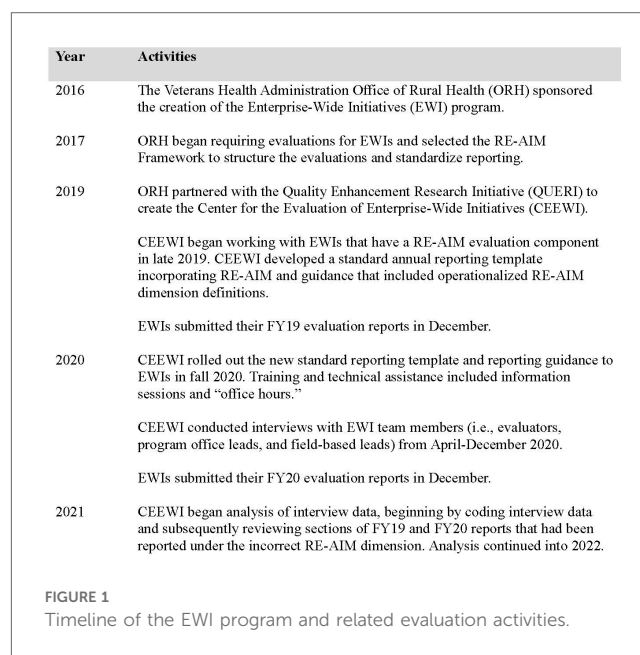 Year Activities
2016 The Veterans Health Administration Office of Rural Health (ORH) sponsored
the creation of the Enterprise-Wide Initiatives (EWI) program.
2017 ORH began requiring evaluations for EWIs and selected the RE-AIM
Framework to structure the evaluations and standardize reporting.
2019 ORH partnered with the Quality Enhancement Research Initiative (QUERI) to
create the Center for the Evaluation of Enterprise-Wide Initiatives (CEEWI).
CEEWI began working with EWIs that have a RE-AIM evaluation component
in late 2019. CEEWI developed a standard annual reporting template
incorporating RE-AIM and guidance that included operationalized RE-AIM
dimension definitions.
EWIs submitted their FY19 evaluation reports in December.
2020 CEEWI rolled out the new standard reporting template and reporting guidance to
EWIs in fall 2020. Training and technical assistance included information
sessions and “office hours.”
CEEWI conducted interviews with EWI team members (i.e., evaluators,
program office leads, and field-based leads) from April-December 2020.
EWIs submitted their FY20 evaluation reports in December.
2021 CEEWI began analysis of interview data, beginning by coding interview data
and subsequently reviewing sections of FY19 and FY20 reports that had been
reported under the incorrect RE-AIM dimension. Analysis continued into 2022.
FIGURE 1
Timeline of the EWI program and related evaluation activities.